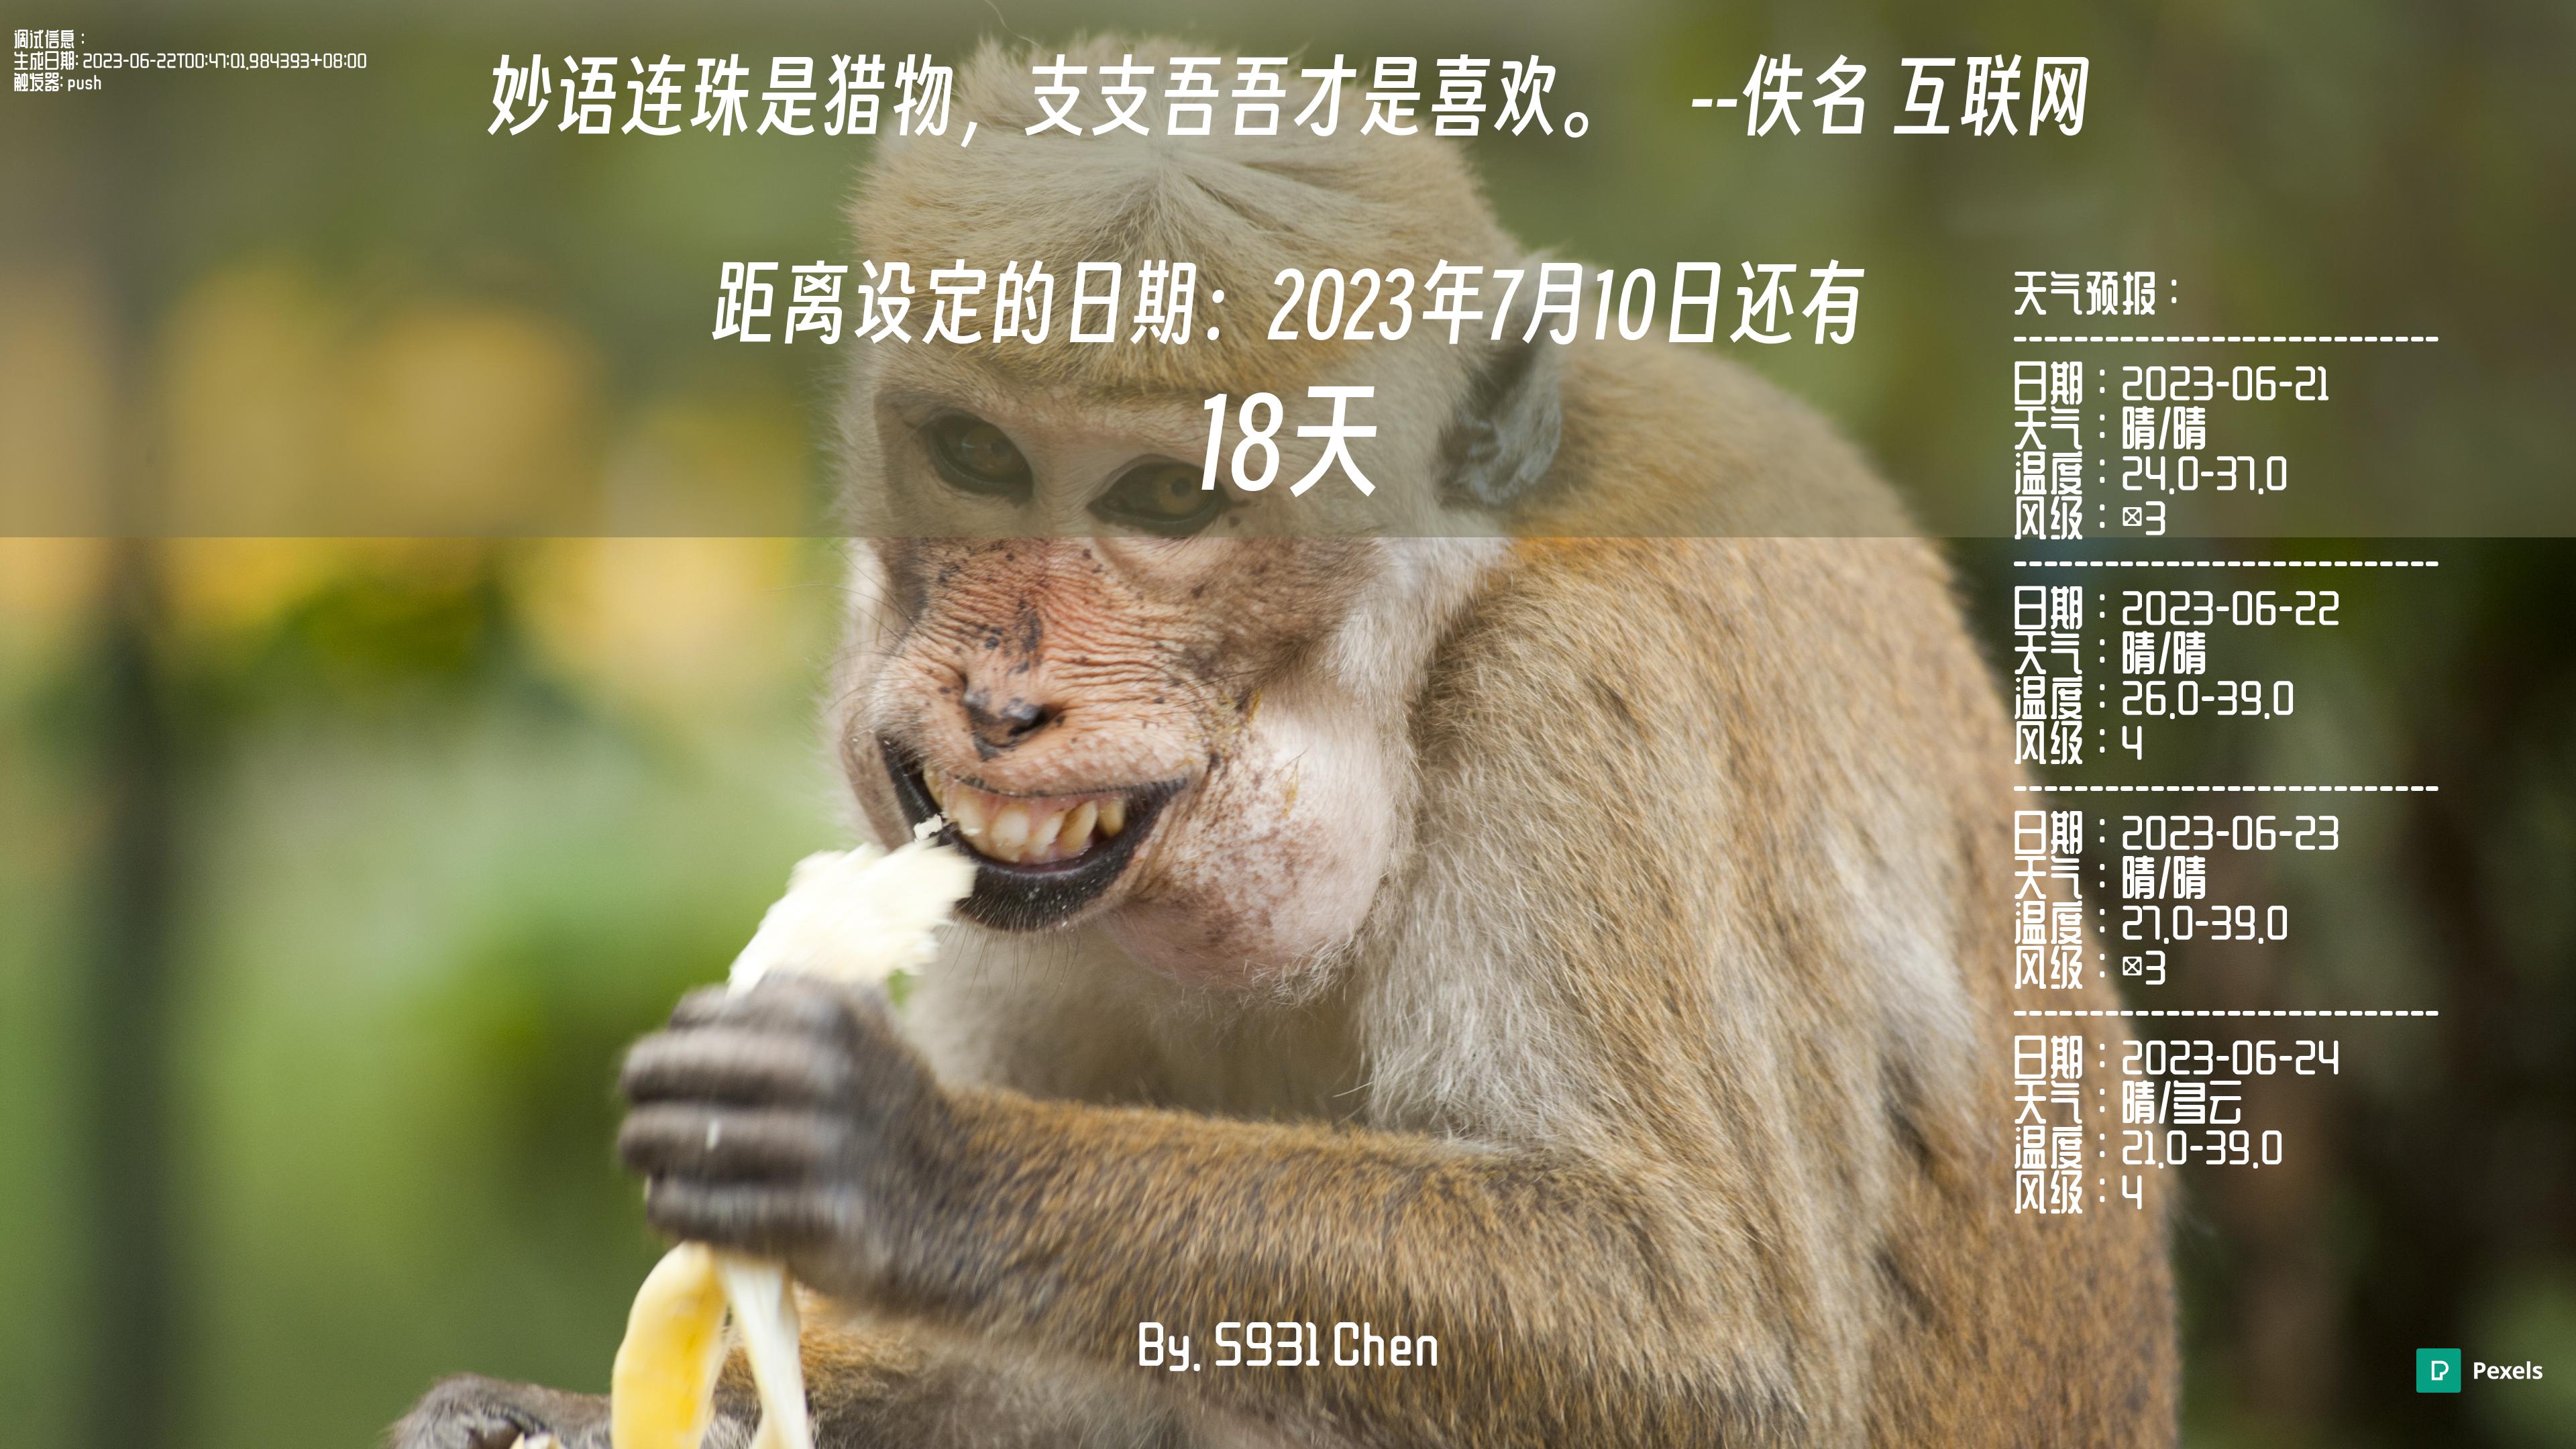 调试信息：
生成日期: 2023-06-22T00:47:01.984393+08:00
触发器: push
妙语连珠是猎物，支支吾吾才是喜欢。 --佚名 互联网
距离设定的日期：2023年7月10日还有
18天
天气预报：
--------------------------
日期：2023-06-21
天气：晴/晴
温度：24.0-37.0
风级：3
--------------------------
日期：2023-06-22
天气：晴/晴
温度：26.0-39.0
风级：4
--------------------------
日期：2023-06-23
天气：晴/晴
温度：27.0-39.0
风级：3
--------------------------
日期：2023-06-24
天气：晴/多云
温度：21.0-39.0
风级：4
By. S931 Chen
Pexels